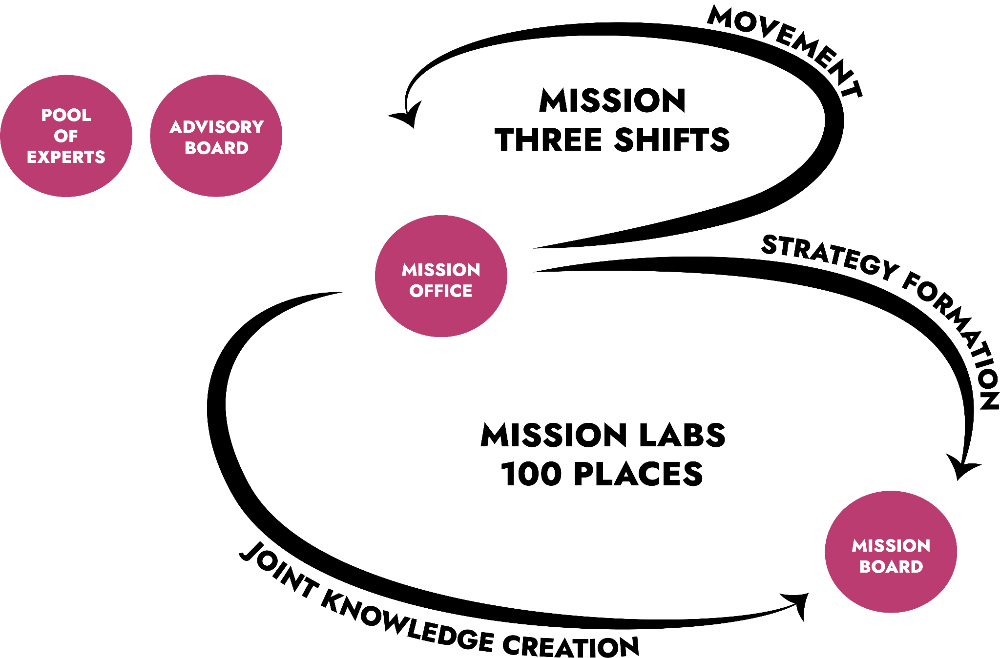 MOVEMENT
MISSION
THREE SHIFTS
POOL
OF
EXPERTS
ADVISORY
BOARD
STRATEGY FORMATION
MISSION
OFFICE
MISSION LABS
100 PLACES
MISSION
BOARD
JOINT KNOWLEDGE CREATION